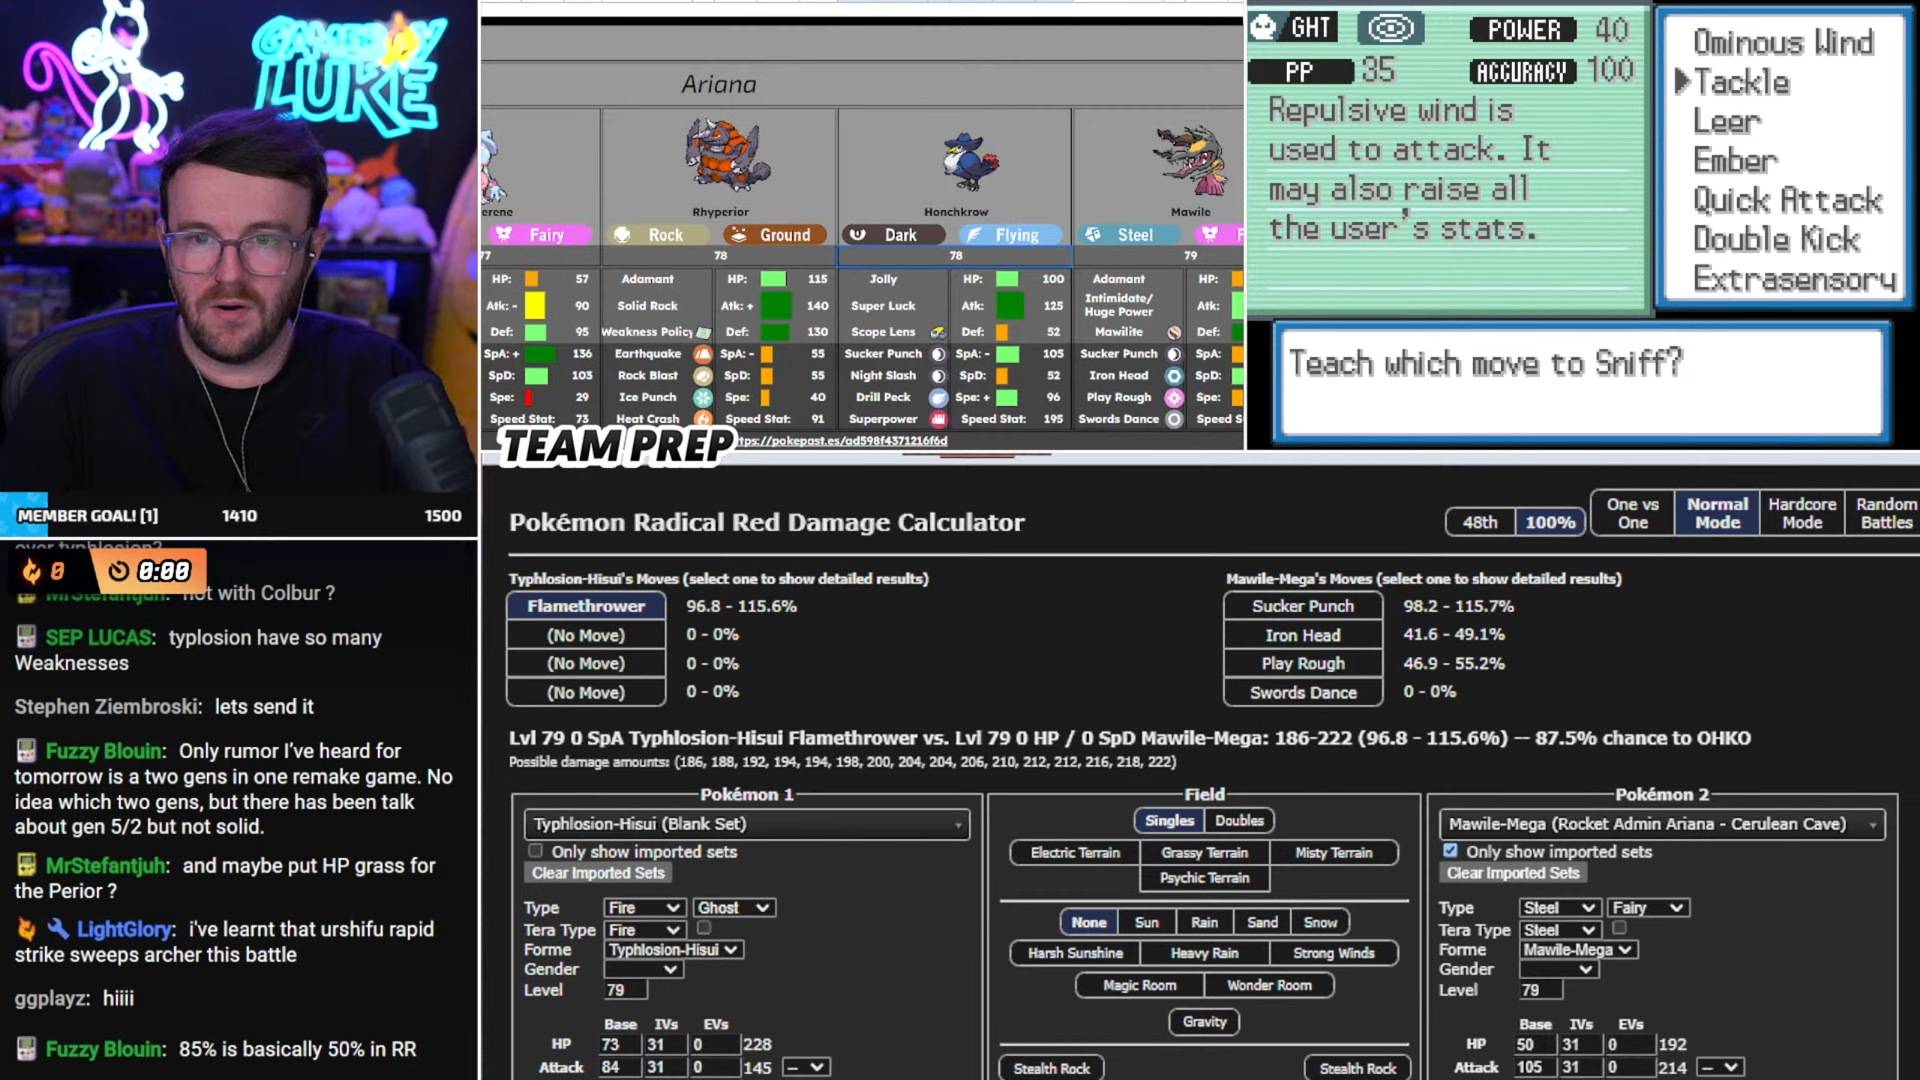 GAMEBOY
LUKE
MEMBER GOAL! [1] 1410 1500
0 0:00
MrStefantjuh: not with Colbur ?
SEP LUCAS: typlosion have so many
Weaknesses
Stephen Ziembroski: lets send it
Fuzzy Blouin: Only rumor I've heard for
tomorrow is a two gens in one remake game. No
idea which two gens, but there has been talk
about gen 5/2 but not solid.
MrStefantjuh: and maybe put HP grass for
the Perior ?
LightGlory: i've learnt that urshifu rapid
strike sweeps archer this battle
ggplayz: hiiii
Fuzzy Blouin: 85% is basically 50% in RR
Ariana
erene Rhyperior Honchkrow Mawile
Fairy Rock Ground Dark Flying Steel F
77 78 78 79
HP: 57 Adamant HP: 115 Jolly HP: 100 Adamant HP:
Atk: - 90 Solid Rock Atk: + 140 Super Luck Atk: 125 Intimidate/ Huge Power Atk:
Def: 95 Weakness Policy Def: 130 Scope Lens Def: 52 Mawilite Def:
SpA: + 136 Earthquake SpA: - 55 Sucker Punch SpA: - 105 Sucker Punch SpA:
SpD: 103 Rock Blast SpD: 55 Night Slash SpD: 52 Iron Head SpD:
Spe: 29 Ice Punch Spe: 40 Drill Peck Spe: + 96 Play Rough Spe:
Speed Stat: 73 Heat Crash Speed Stat: 91 Superpower Speed Stat: 195 Swords Dance Speed S
TEAM PREP
ttps://pokepast.es/ad598f4371216f6d
GHT POWER 40
PP 35 ACCURACY 100
Repulsive wind is
used to attack. It
may also raise all
the user's stats.
Ominous Wind
Tackle
Leer
Ember
Quick Attack
Double Kick
Extrasensory
Teach which move to Sniff?
Pokémon Radical Red Damage Calculator
48th 100%
One vs One Normal Mode Hardcore Mode Random Battles
Typhlosion-Hisui's Moves (select one to show detailed results)
Flamethrower 96.8 - 115.6%
(No Move) 0 - 0%
(No Move) 0 - 0%
(No Move) 0 - 0%
Mawile-Mega's Moves (select one to show detailed results)
Sucker Punch 98.2 - 115.7%
Iron Head 41.6 - 49.1%
Play Rough 46.9 - 55.2%
Swords Dance 0 - 0%
Lvl 79 0 SpA Typhlosion-Hisui Flamethrower vs. Lvl 79 0 HP / 0 SpD Mawile-Mega: 186-222 (96.8 - 115.6%) -- 87.5% chance to OHKO
Possible damage amounts: (186, 188, 192, 194, 194, 198, 200, 204, 204, 206, 210, 212, 212, 216, 218, 222)
Pokémon 1
Typhlosion-Hisui (Blank Set)
Only show imported sets
Clear Imported Sets
Type Fire Ghost
Tera Type Fire
Forme Typhlosion-Hisui
Gender
Level 79
Base IVs EVs
HP 73 31 0 228
Attack 84 31 0 145 --
Field
Singles Doubles
Electric Terrain Grassy Terrain Misty Terrain
Psychic Terrain
None Sun Rain Sand Snow
Harsh Sunshine Heavy Rain Strong Winds
Magic Room Wonder Room
Gravity
Stealth Rock Stealth Rock
Pokémon 2
Mawile-Mega (Rocket Admin Ariana - Cerulean Cave)
Only show imported sets
Clear Imported Sets
Type Steel Fairy
Tera Type Steel
Forme Mawile-Mega
Gender
Level 79
Base IVs EVs
HP 50 31 0 192
Attack 105 31 0 214 --